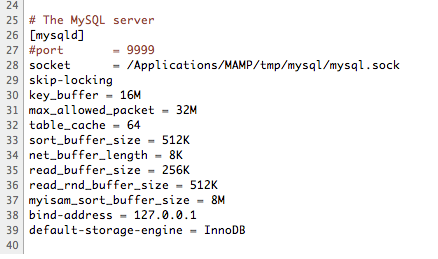 24
25 # The MySQL server
26 [mysqld]
27 #port = 9999
28 socket = /Applications/MAMP/tmp/mysql/mysql.sock
29 skip-locking
30 key_buffer = 16M
31 max_allowed_packet = 32M
32 table_cache = 64
33 sort_buffer_size = 512K
34 net_buffer_length = 8K
35 read_buffer_size = 256K
36 read_rnd_buffer_size = 512K
37 myisam_sort_buffer_size = 8M
38 bind-address = 127.0.0.1
39 default-storage-engine = InnoDB
40